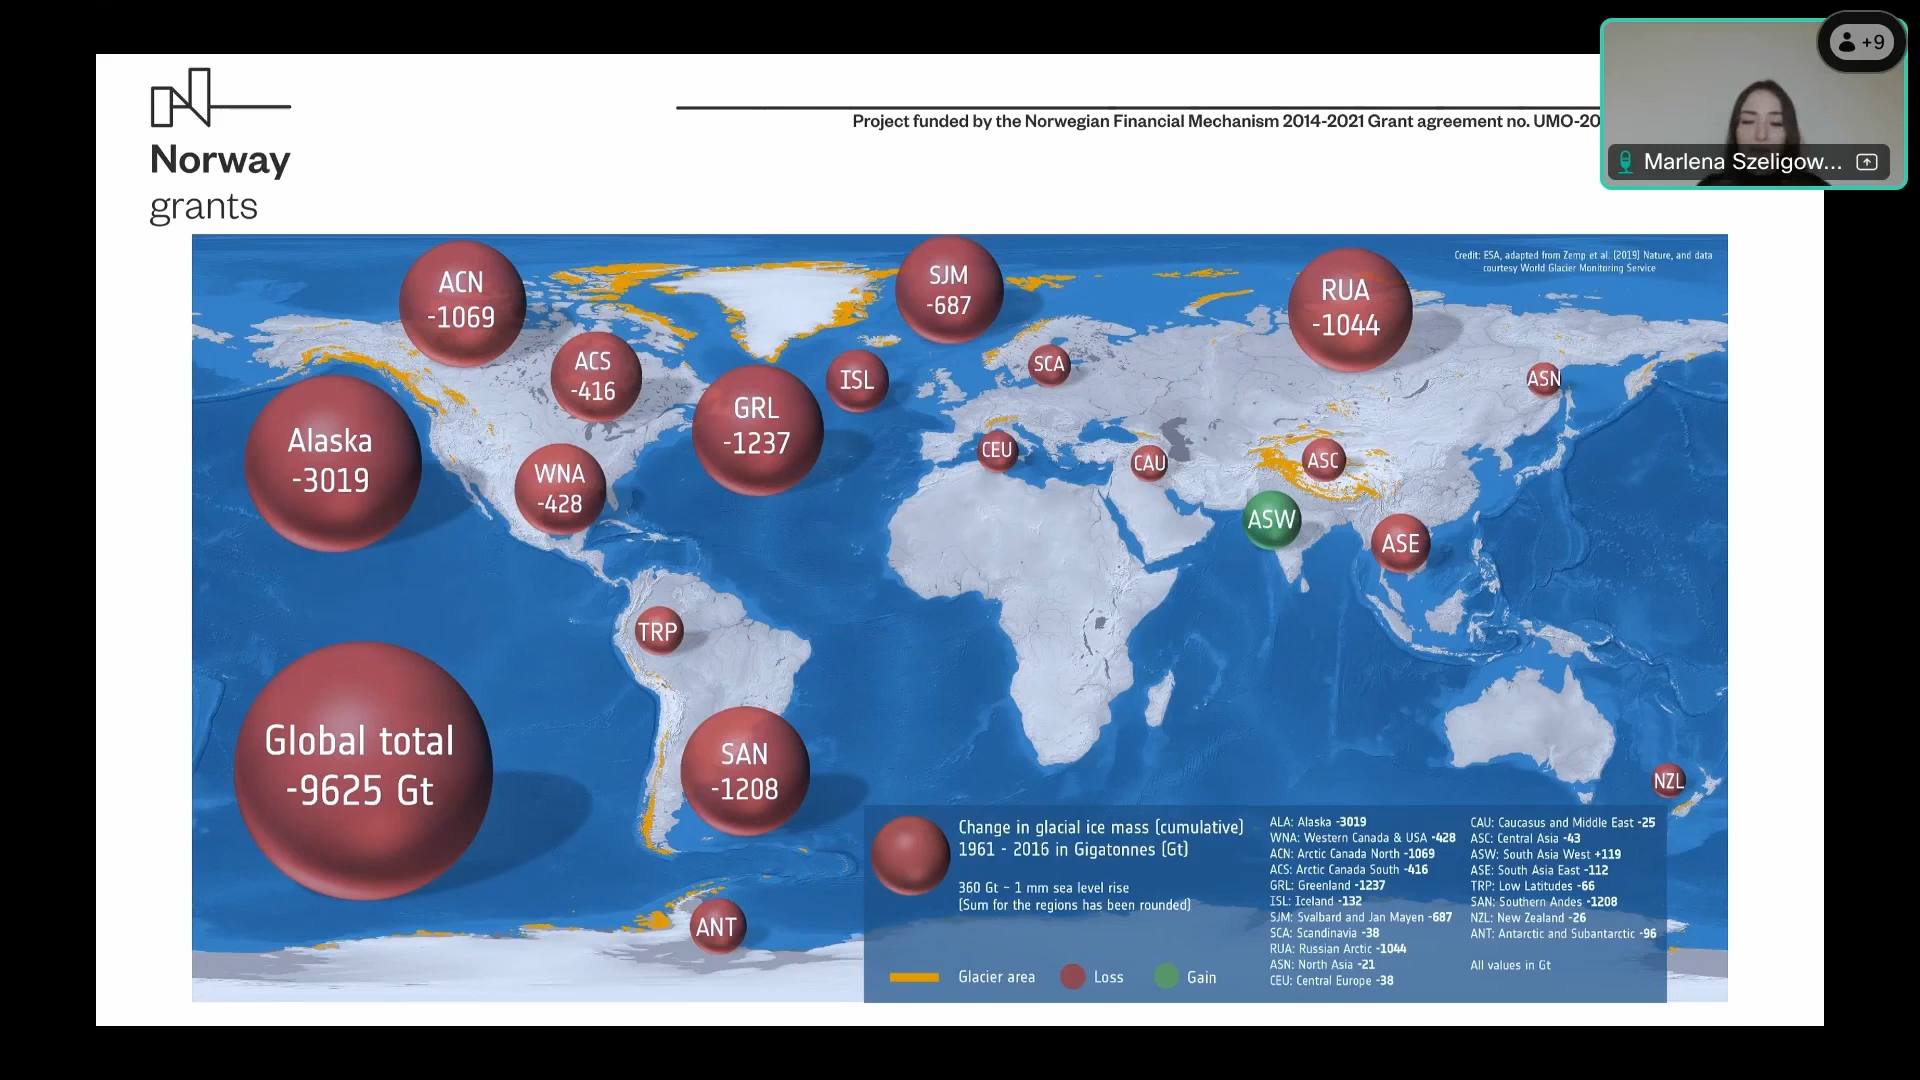 Norway
grants
Project funded by the Norwegian Financial Mechanism 2014-2021 Grant agreement no. UMO-20
+9
Marlena Szeligow...
Credit: ESA, adapted from Zemp et al. (2019) Nature, and data
courtesy World Glacier Monitoring Service
ACN
-1069
SJM
-687
RUA
-1044
ACS
-416
ISL
SCA
ASN
Alaska
-3019
GRL
-1237
WNA
-428
CEU
CAU
ASC
ASW
ASE
TRP
Global total
-9625 Gt
SAN
-1208
NZL
ANT
Change in glacial ice mass (cumulative)
1961 - 2016 in Gigatonnes (Gt)
360 Gt ~ 1 mm sea level rise
(Sum for the regions has been rounded)
Glacier area
Loss
Gain
ALA: Alaska -3019
WNA: Western Canada & USA -428
ACN: Arctic Canada North -1069
ACS: Arctic Canada South -416
GRL: Greenland -1237
ISL: Iceland -132
SJM: Svalbard and Jan Mayen -687
SCA: Scandinavia -38
RUA: Russian Arctic -1044
ASN: North Asia -21
CEU: Central Europe -38
CAU: Caucasus and Middle East -25
ASC: Central Asia -43
ASW: South Asia West +119
ASE: South Asia East -112
TRP: Low Latitudes -66
SAN: Southern Andes -1208
NZL: New Zealand -26
ANT: Antarctic and Subantarctic -96
All values in Gt